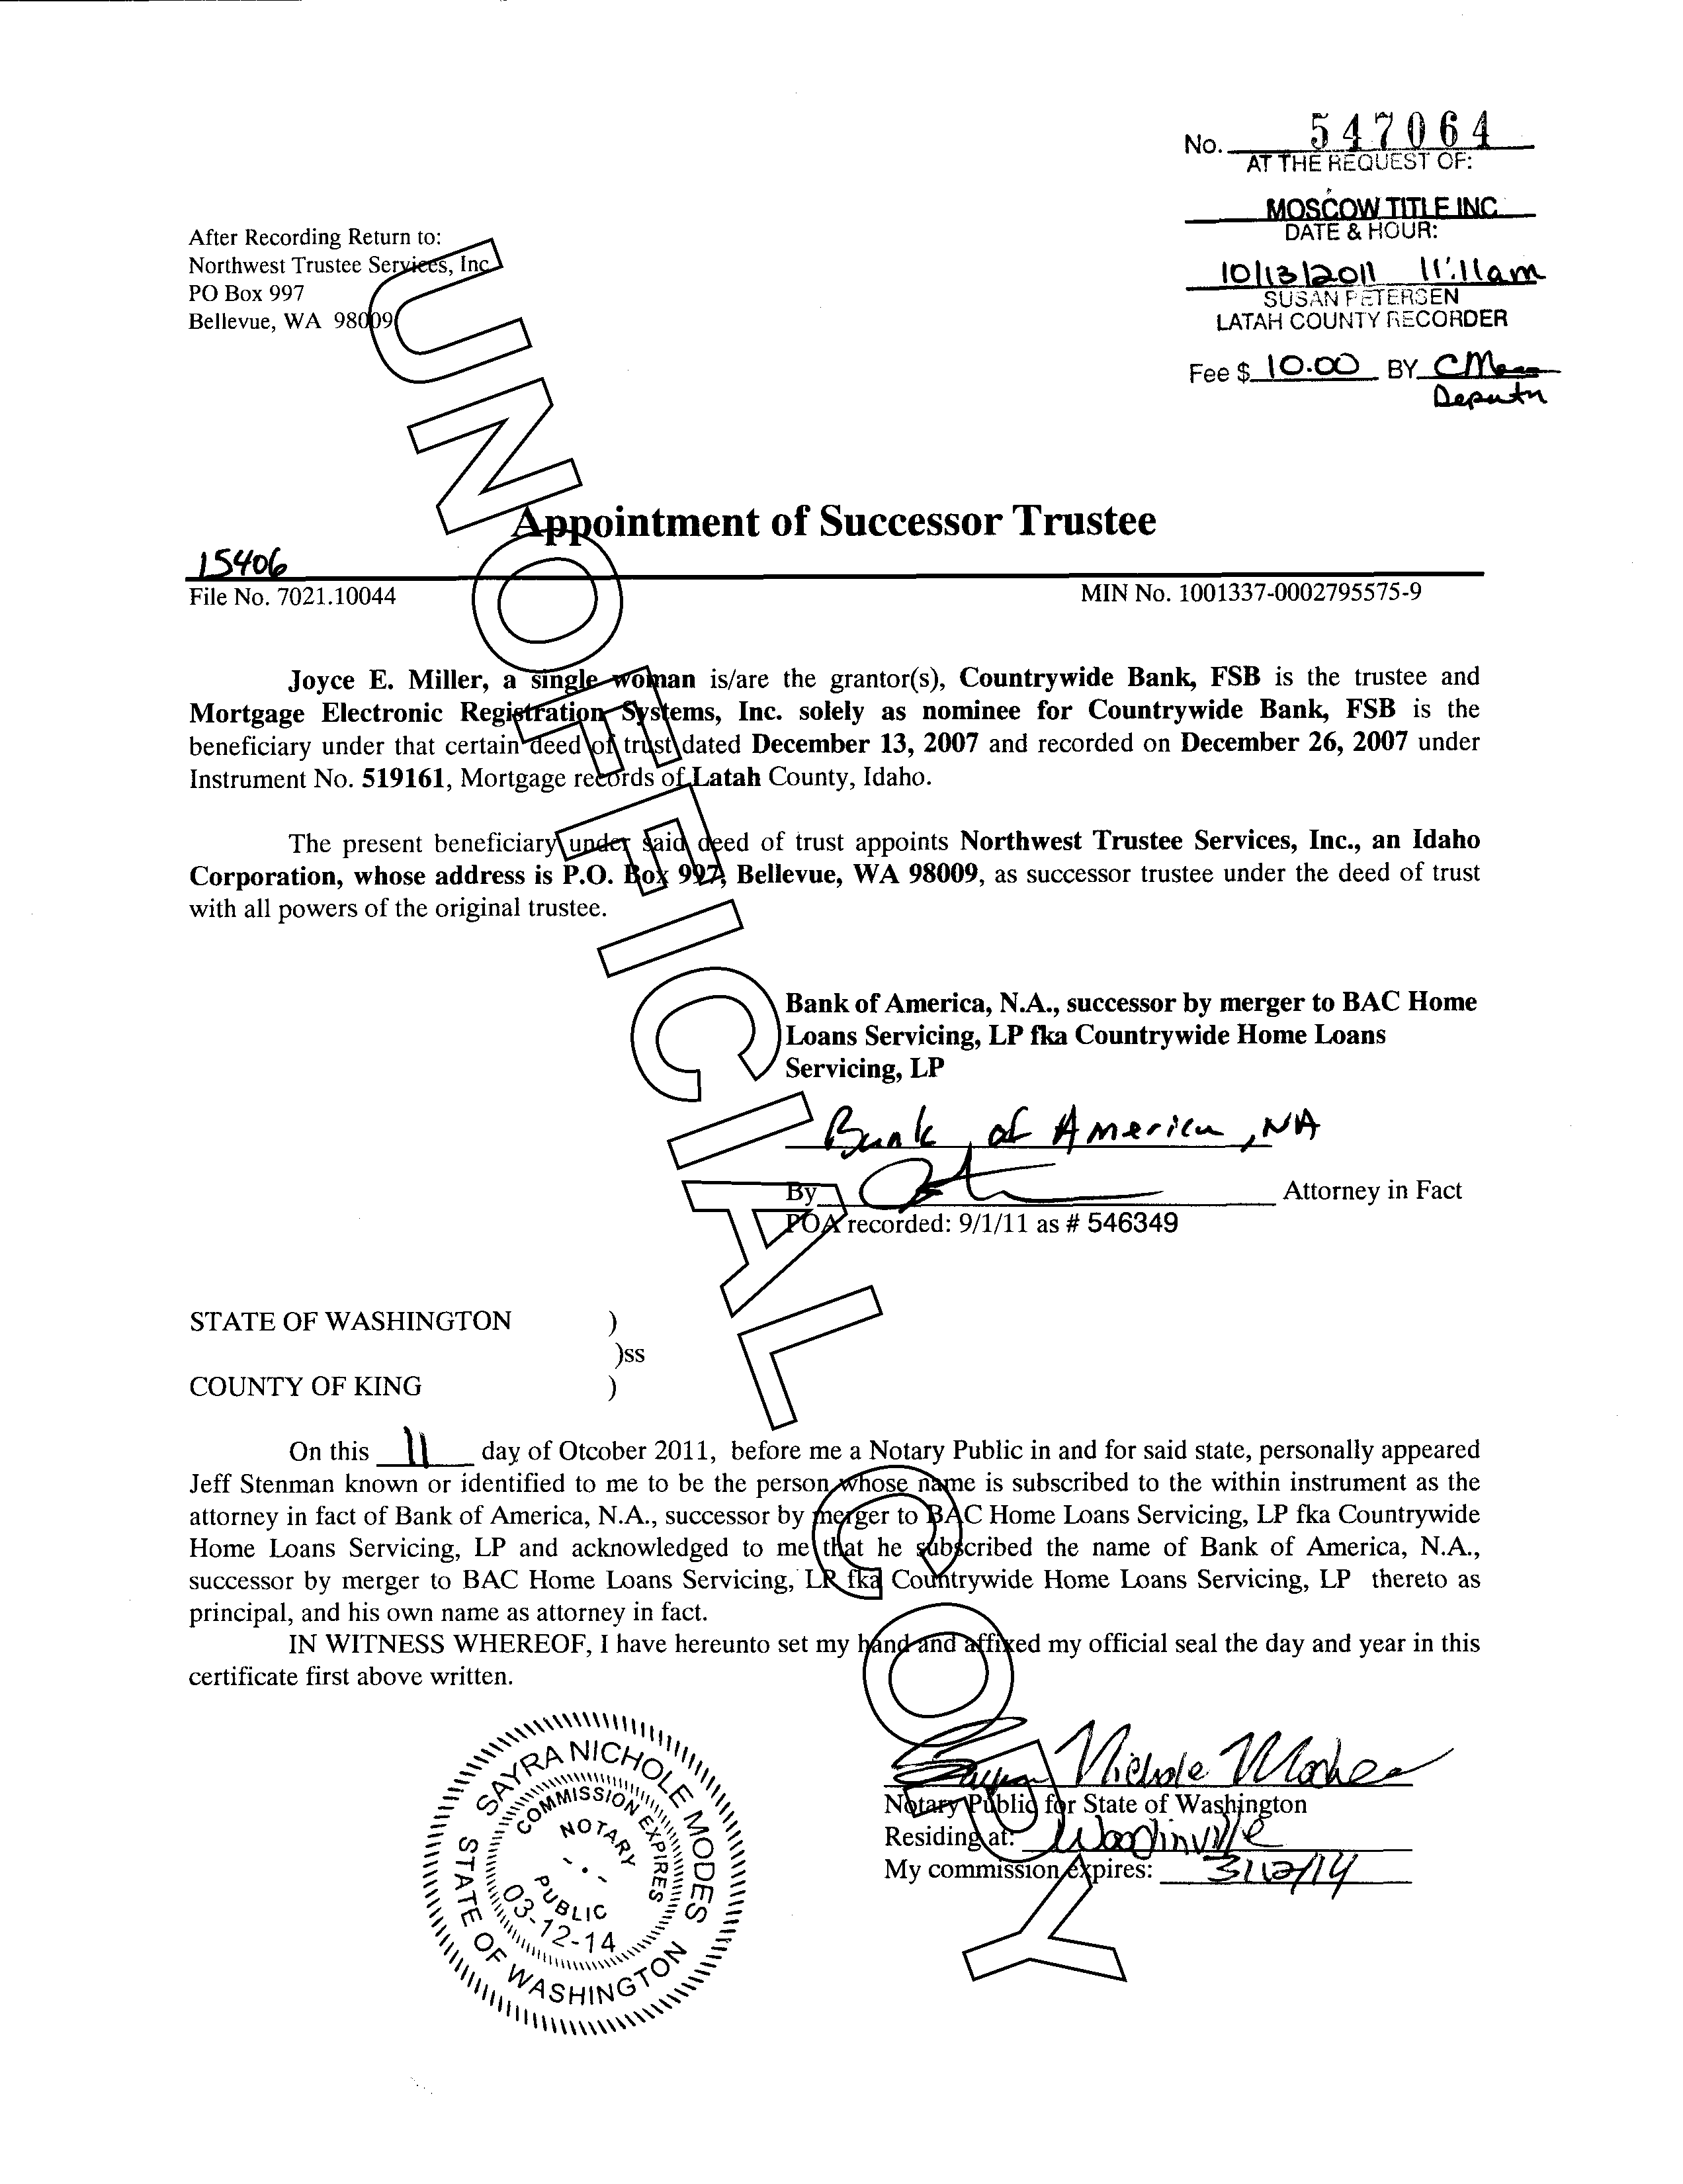 No. 547064
AT THE REQUEST OF:
MOSCOW TITLE INC
DATE & HOUR:
10/13/2011 11:11am
SUSAN PETERSEN
LATAH COUNTY RECORDER
Fee $ 10.00 BY
Deputy
After Recording Return to:
Northwest Trustee Services, Inc
PO Box 997
Bellevue, WA 98009
UNOFFICIAL COPY
Appointment of Successor Trustee
15406
File No. 7021.10044 MIN No. 1001337-0002795575-9
Joyce E. Miller, a single woman is/are the grantor(s), Countrywide Bank, FSB is the trustee and
Mortgage Electronic Registration Systems, Inc. solely as nominee for Countrywide Bank, FSB is the
beneficiary under that certain deed of trust dated December 13, 2007 and recorded on December 26, 2007 under
Instrument No. 519161, Mortgage records of Latah County, Idaho.
The present beneficiary under said deed of trust appoints Northwest Trustee Services, Inc., an Idaho
Corporation, whose address is P.O. Box 997, Bellevue, WA 98009, as successor trustee under the deed of trust
with all powers of the original trustee.
Bank of America, N.A., successor by merger to BAC Home
Loans Servicing, LP fka Countrywide Home Loans
Servicing, LP
Bank of America, NA
By Attorney in Fact
POA recorded: 9/1/11 as # 546349
STATE OF WASHINGTON )
)ss
COUNTY OF KING )
On this 11 day of Otcober 2011, before me a Notary Public in and for said state, personally appeared
Jeff Stenman known or identified to me to be the person whose name is subscribed to the within instrument as the
attorney in fact of Bank of America, N.A., successor by merger to BAC Home Loans Servicing, LP fka Countrywide
Home Loans Servicing, LP and acknowledged to me that he subscribed the name of Bank of America, N.A.,
successor by merger to BAC Home Loans Servicing, LP fka Countrywide Home Loans Servicing, LP thereto as
principal, and his own name as attorney in fact.
IN WITNESS WHEREOF, I have hereunto set my hand and affixed my official seal the day and year in this
certificate first above written.
SAYRA NICHOLE MODES
STATE OF WASHINGTON
COMMISSION EXPIRES
03-12-14
NOTARY
PUBLIC
Sayra Nichole Modes
Notary Public for State of Washington
Residing at: Woodinville
My commission expires: 3/12/14